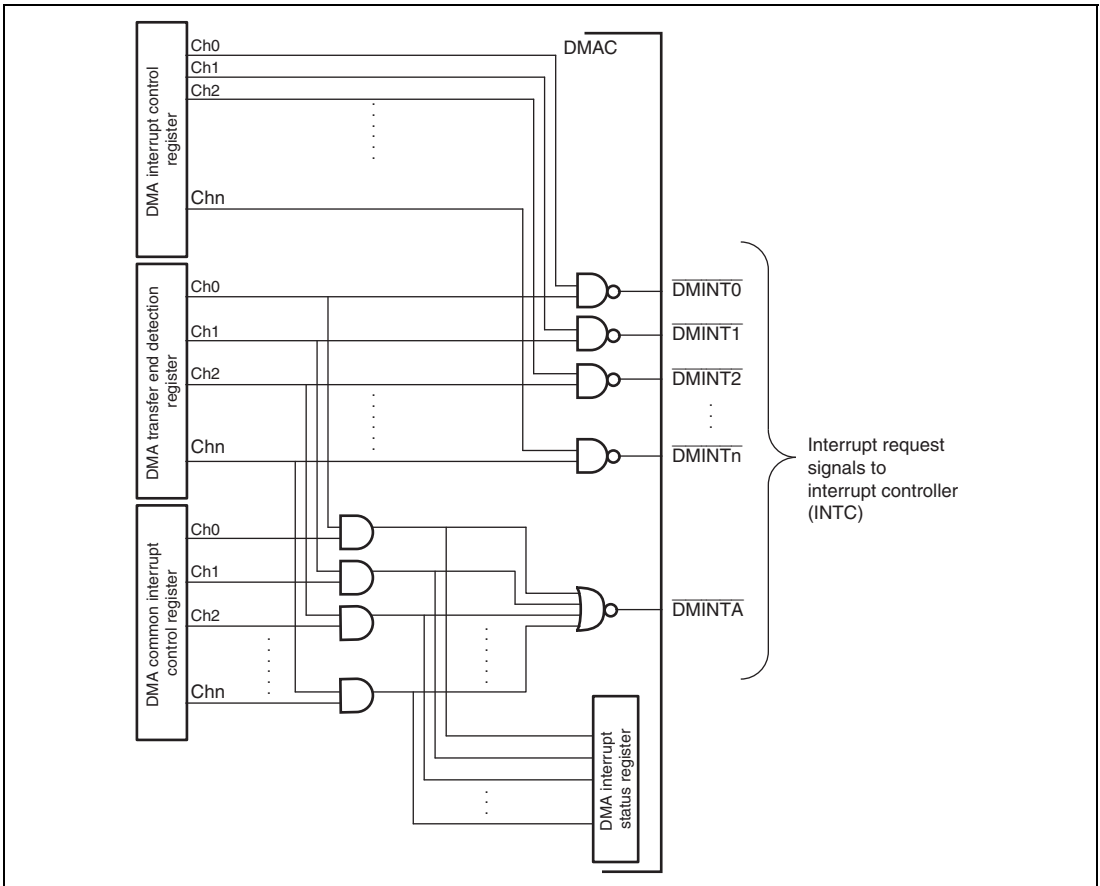 DMAC
DMA interrupt control
register
Ch0
Ch1
Ch2
Chn
DMA transfer end detection
register
Ch0
Ch1
Ch2
Chn
DMA common interrupt
control register
Ch0
Ch1
Ch2
Chn
DMINT0
DMINT1
DMINT2
DMINTn
DMINTA
Interrupt request
signals to
interrupt controller
(INTC)
DMA interrupt
status register